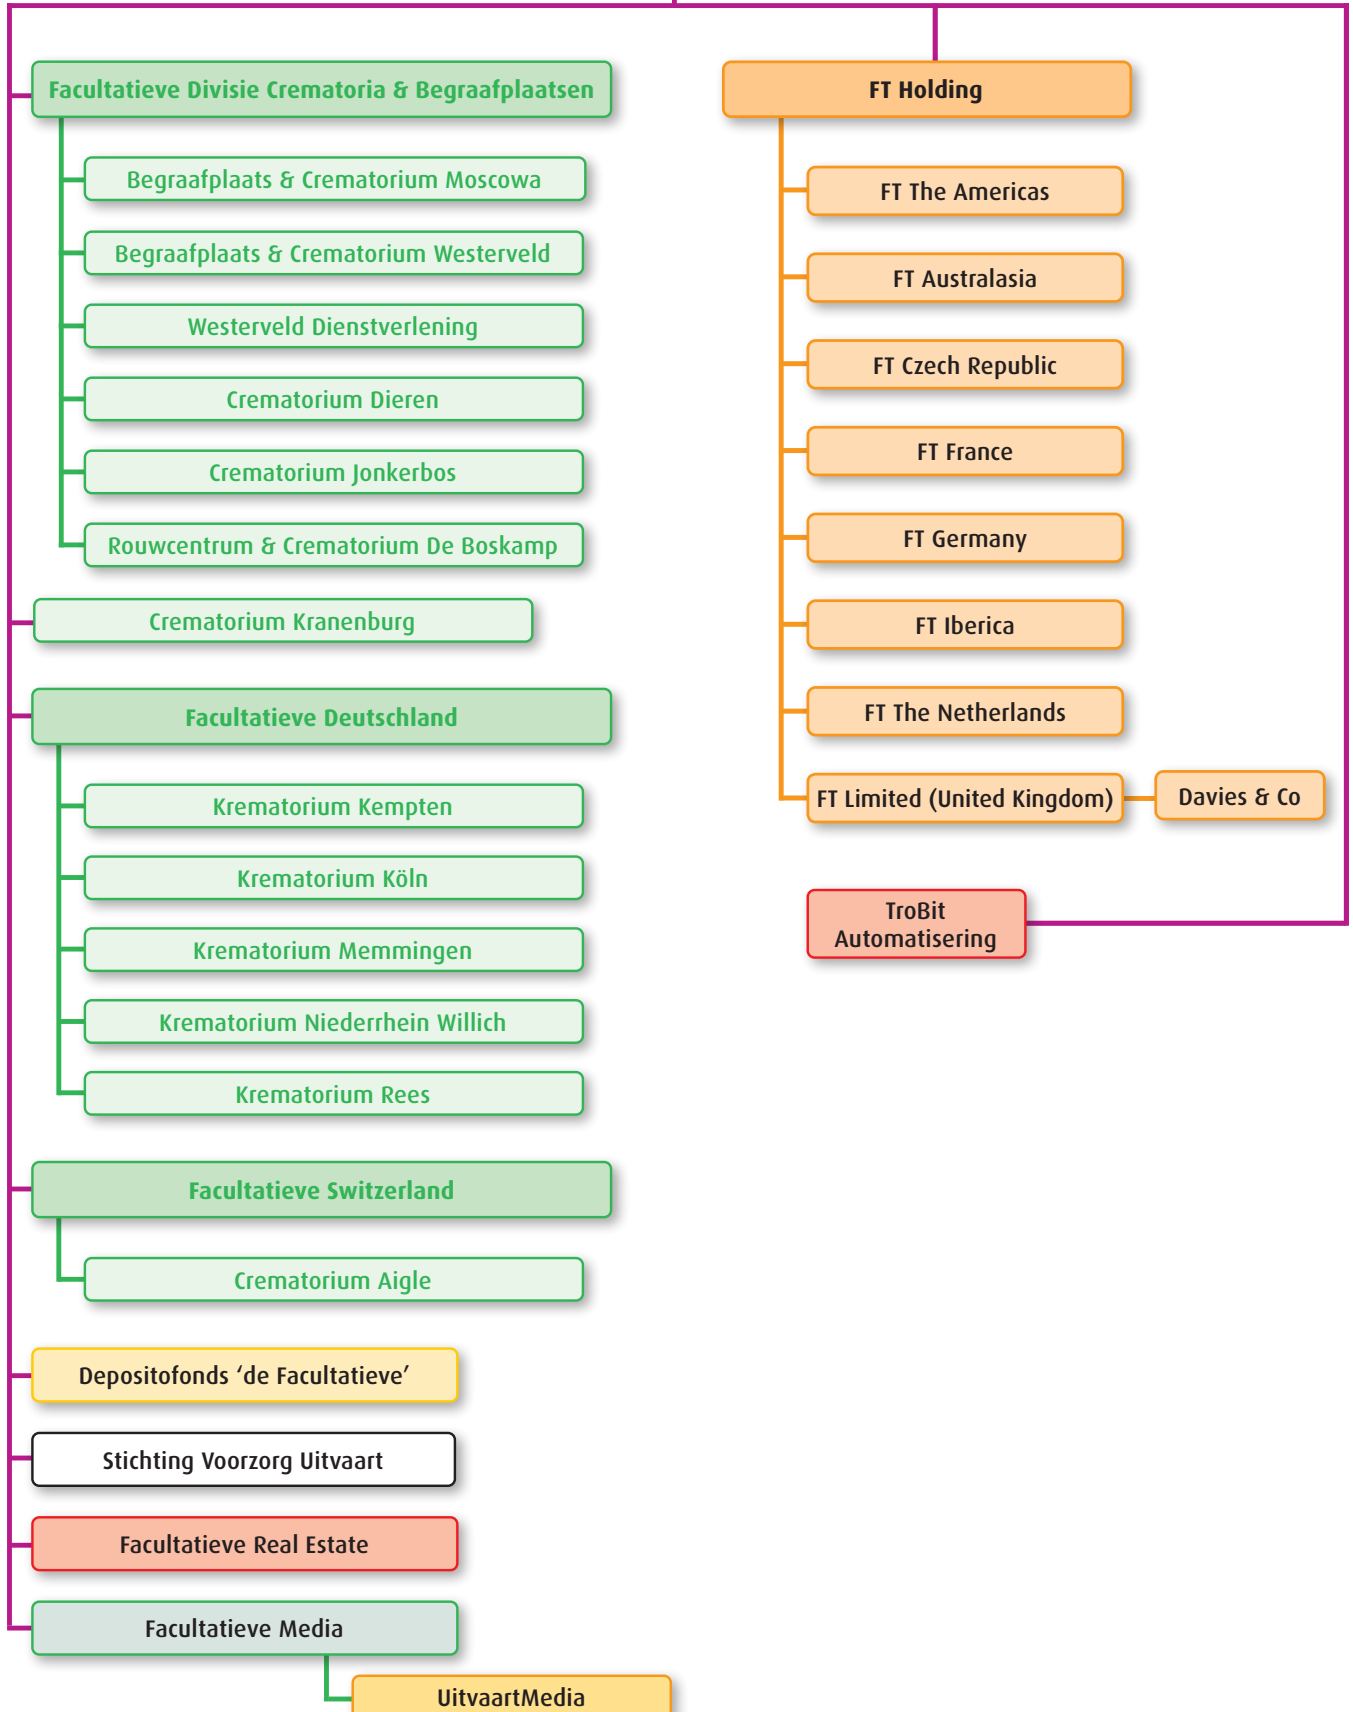 Facultatieve Divisie Crematoria & Begraafplaatsen
Begraafplaats & Crematorium Moscowa
Begraafplaats & Crematorium Westerveld
Westerveld Dienstverlening
Crematorium Dieren
Crematorium Jonkerbos
Rouwcentrum & Crematorium De Boskamp
Crematorium Kranenburg
Facultatieve Deutschland
Krematorium Kempten
Krematorium Köln
Krematorium Memmingen
Krematorium Niederrhein Willich
Krematorium Rees
Facultatieve Switzerland
Crematorium Aigle
Depositofonds ‘de Facultatieve’
Stichting Voorzorg Uitvaart
Facultatieve Real Estate
Facultatieve Media
UitvaartMedia
FT Holding
FT The Americas
FT Australasia
FT Czech Republic
FT France
FT Germany
FT Iberica
FT The Netherlands
FT Limited (United Kingdom)
Davies & Co
TroBit
Automatisering